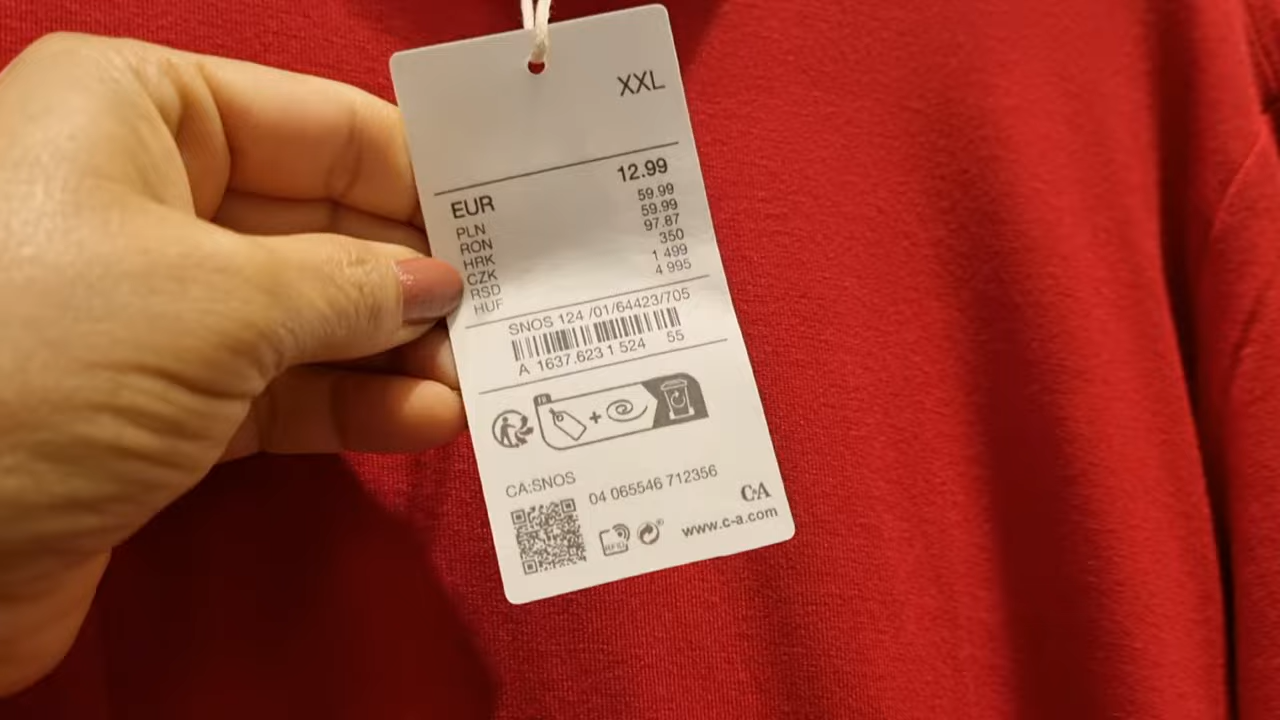 XXL
EUR 12.99
PLN 59.99
RON 59.99
HRK 97.87
CZK 350
RSD 1 499
HUF 4 995
SNOS 124 /01/64423/705
A 1637.623 1 524 55
FR
+
CA:SNOS
04 065546 712356
RFID
C&A
www.c-a.com